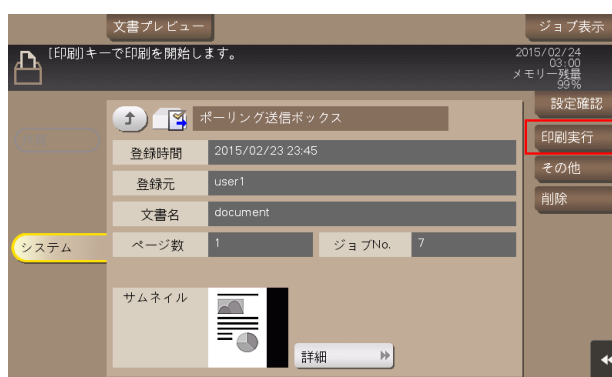 文書プレビュー
ジョブ表示
[印刷]キーで印刷を開始します。
2015/02/24
03:00
メモリー残量
99%
設定確認
ポーリング送信ボックス
印刷実行
登録時間 2015/02/23 23:45
その他
登録元 user1
削除
文書名 document
システム
ページ数 1 ジョブNo. 7
サムネイル
詳細